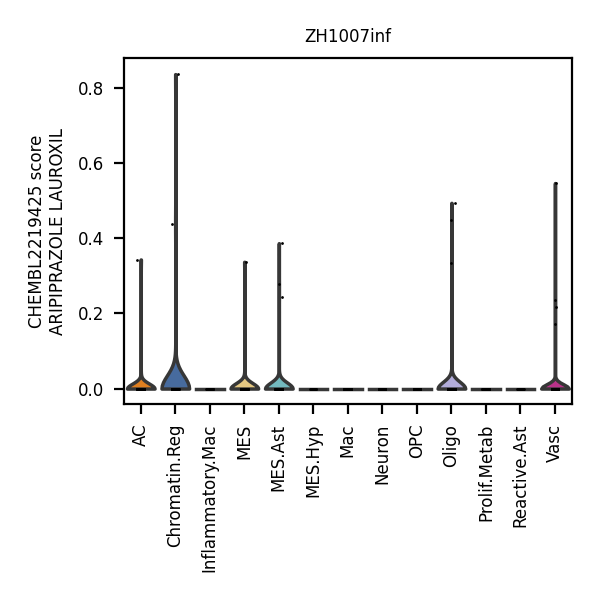 ZH1007inf
CHEMBL2219425 score
ARIPIPRAZOLE LAUROXIL
0.8
0.6
0.4
0.2
0.0
AC
Chromatin.Reg
Inflammatory.Mac
MES
MES.Ast
MES.Hyp
Mac
Neuron
OPC
Oligo
Prolif.Metab
Reactive.Ast
Vasc